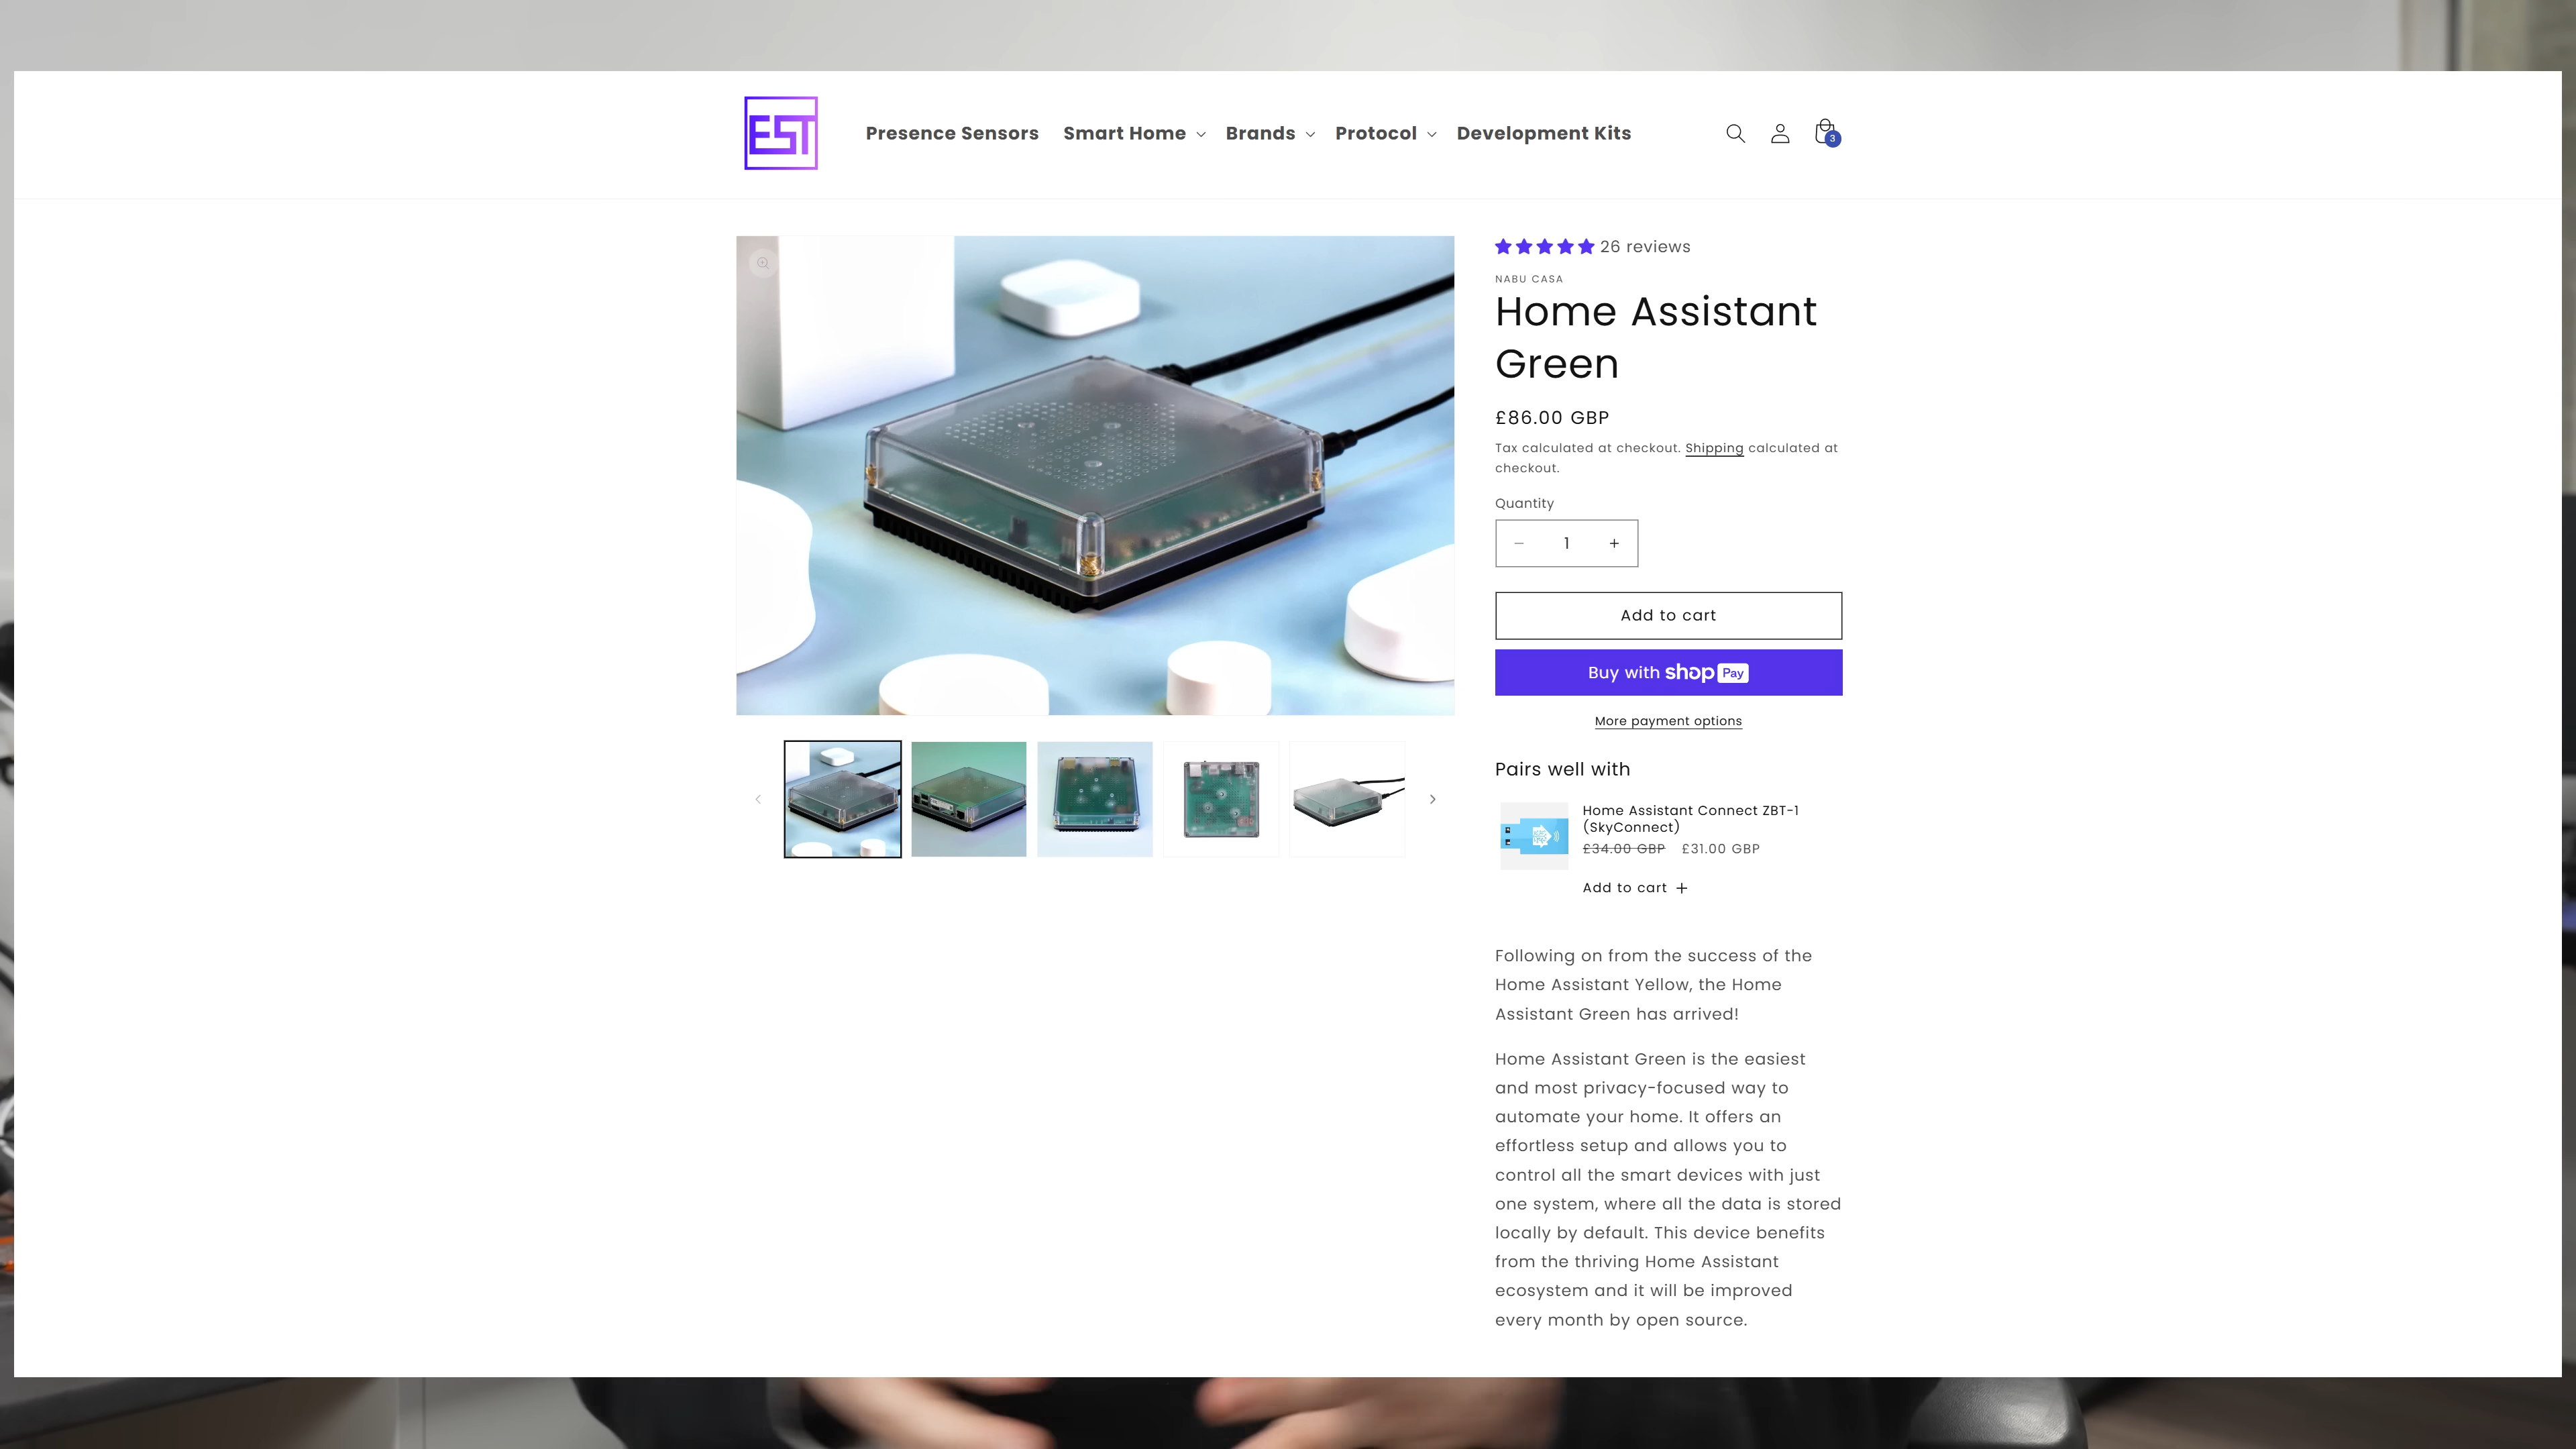 EST
Presence Sensors Smart Home Brands Protocol Development Kits
3
26 reviews
NABU CASA
Home Assistant
Green
£86.00 GBP
Tax calculated at checkout. Shipping calculated at
checkout.
Quantity
− 1 +
Add to cart
Buy with shop Pay
More payment options
Pairs well with
Home Assistant Connect ZBT-1
(SkyConnect)
£34.00 GBP £31.00 GBP
Add to cart +
Following on from the success of the
Home Assistant Yellow, the Home
Assistant Green has arrived!
Home Assistant Green is the easiest
and most privacy-focused way to
automate your home. It offers an
effortless setup and allows you to
control all the smart devices with just
one system, where all the data is stored
locally by default. This device benefits
from the thriving Home Assistant
ecosystem and it will be improved
every month by open source.